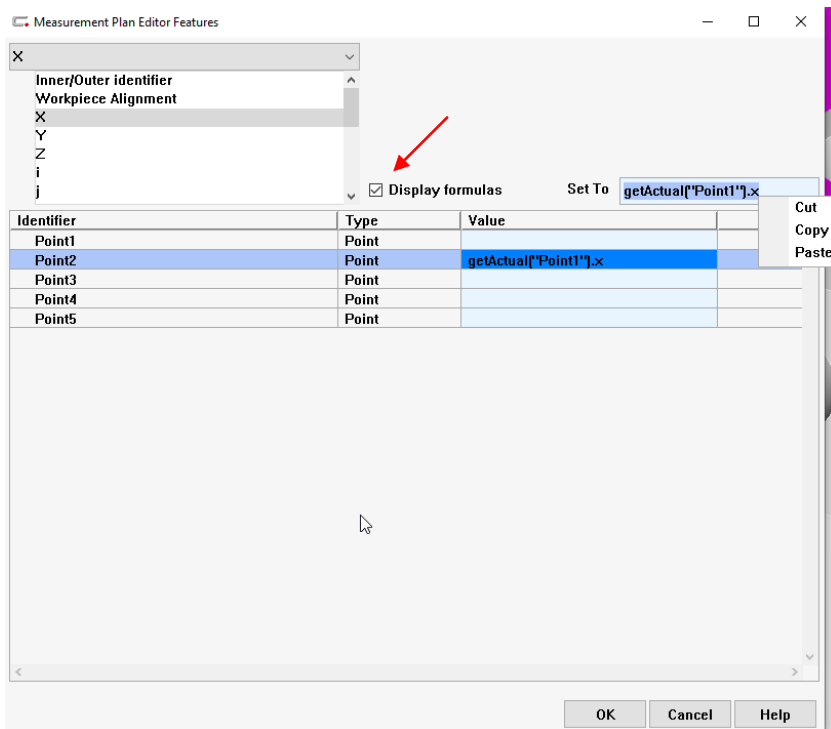 Measurement Plan Editor Features
X
Inner/Outer identifier
Workpiece Alignment
X
Y
Z
i
j
Display formulas Set To getActual("Point1").x
Cut
Copy
Paste
Identifier Type Value
Point1 Point
Point2 Point getActual("Point1").x
Point3 Point
Point4 Point
Point5 Point
OK Cancel Help